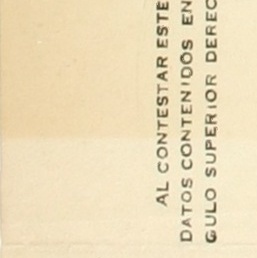 AL CONTESTAR ESTE
DATOS CONTENIDOS EN
GULO SUPERIOR DEREC